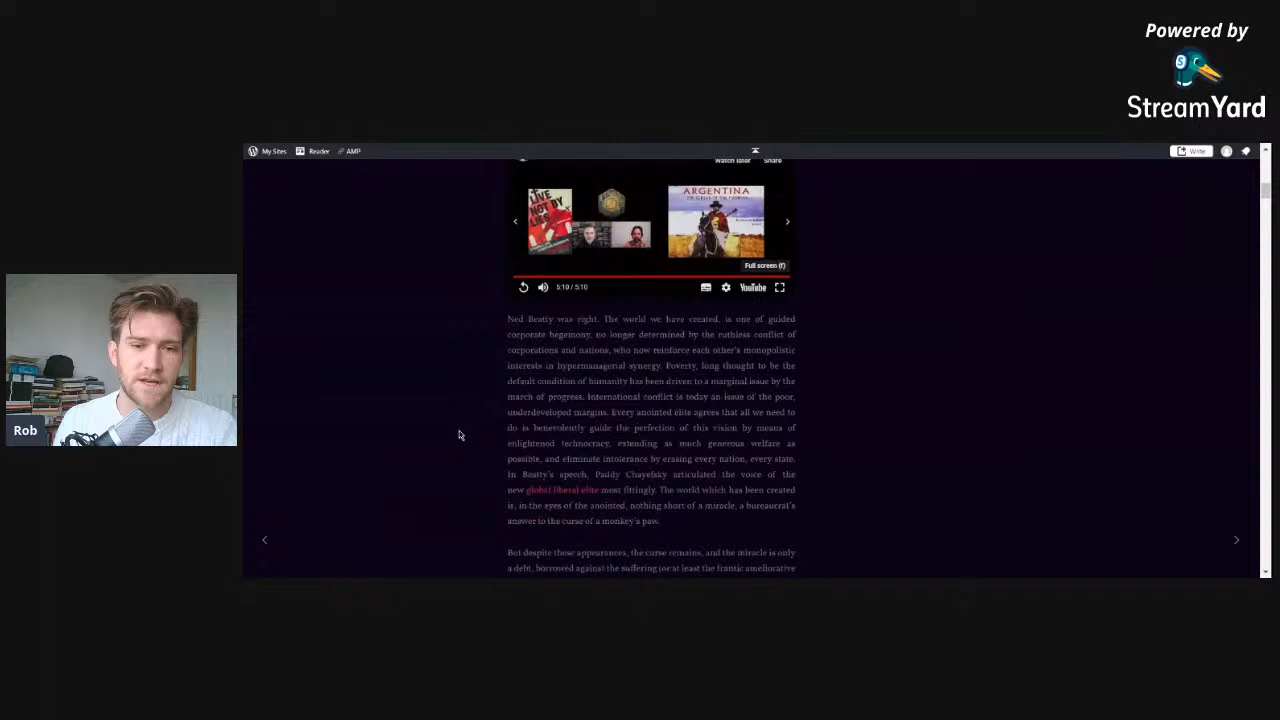 Powered by
StreamYard
My Sites
Reader
AMP
Write
Watch later
Share
LIVE
NOT BY
LIES
ARGENTINA
Full screen (f)
5:10 / 5:10
YouTube
Ned Beatty was right. The world we have created, is one of guided
corporate hegemony, no longer determined by the ruthless conflict of
corporations and nations, who now reinforce each other's monopolistic
interests in hypermanagerial synergy. Poverty, long thought to be the
default condition of humanity has been driven to a marginal issue by the
march of progress. International conflict is today an issue of the poor,
underdeveloped margins. Every anointed elite agrees that all we need to
do is benevolently guide the perfection of this vision by means of
enlightened technocracy, extending as much generous welfare as
possible, and eliminate intolerance by erasing every nation, every state.
In Beatty's speech, Paddy Chayefsky articulated the voice of the
new global liberal elite most fittingly. The world which has been created
is, in the eyes of the anointed, nothing short of a miracle, a bureaucrat's
answer to the curse of a monkey's paw.
But despite these appearances, the curse remains, and the miracle is only
a debt, borrowed against the suffering (or at least the frantic ameliorative
Rob